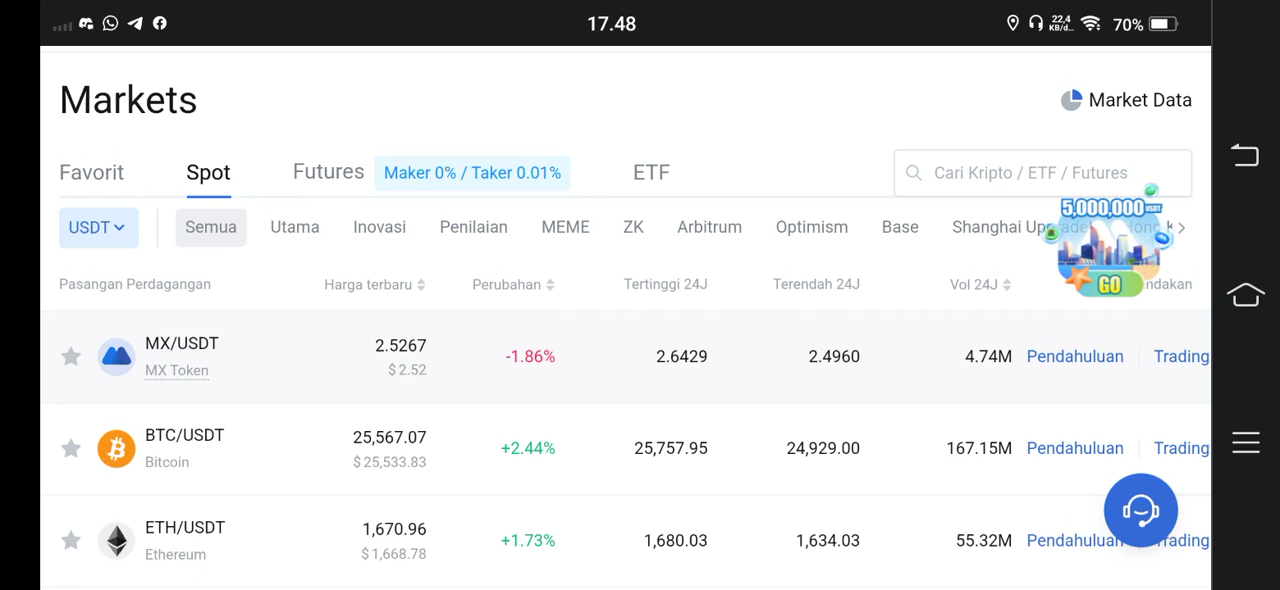 17.48 22,4 KB/d... 70%
Markets
Market Data
Favorit Spot Futures Maker 0% / Taker 0.01% ETF Cari Kripto / ETF / Futures
5,000,000 USDT
USDT Semua Utama Inovasi Penilaian MEME ZK Arbitrum Optimism Base Shanghai
GO
Pasangan Perdagangan Harga terbaru Perubahan Tertinggi 24J Terendah 24J Vol 24J ndakan
MX/USDT 2.5267 -1.86% 2.6429 2.4960 4.74M Pendahuluan Trading
MX Token $ 2.52
BTC/USDT 25,567.07 +2.44% 25,757.95 24,929.00 167.15M Pendahuluan Trading
Bitcoin $ 25,533.83
ETH/USDT 1,670.96 +1.73% 1,680.03 1,634.03 55.32M Pendahuluan Trading
Ethereum $ 1,668.78